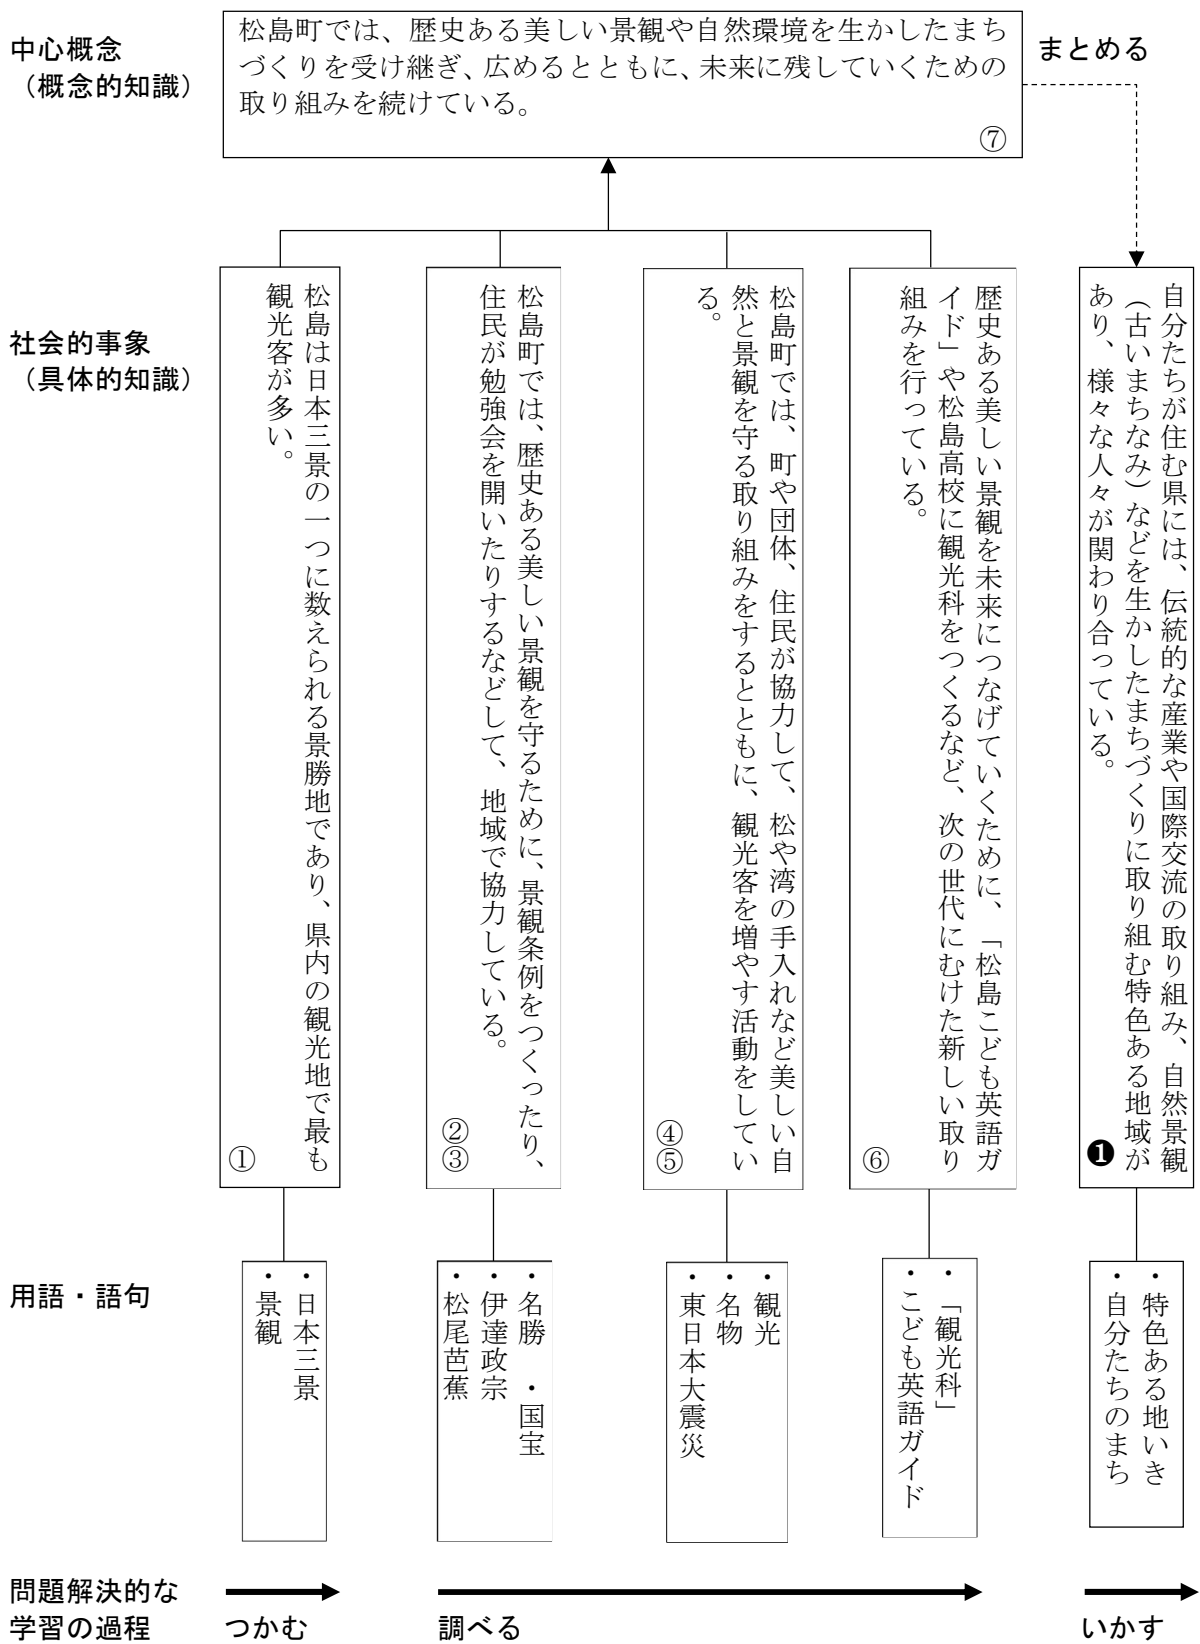 中心概念
（概念的知識）
松島町では、歴史ある美しい景観や自然環境を生かしたまち
づくりを受け継ぎ、広めるとともに、未来に残していくための
取り組みを続けている。
⑦
まとめる
社会的事象
（具体的知識）
松島は日本三景の一つに数えられる景勝地であり、県内の観光地で最も
観光客が多い。
①
松島町では、歴史ある美しい景観を守るために、景観条例をつくったり、
住民が勉強会を開いたりするなどして、地域で協力している。
②
③
松島町では、町や団体、住民が協力して、松や湾の手入れなど美しい自
然と景観を守る取り組みをするとともに、観光客を増やす活動をしてい
る。
④
⑤
歴史ある美しい景観を未来につなげていくために、「松島こども英語ガ
イド」や松島高校に観光科をつくるなど、次の世代にむけた新しい取り
組みを行っている。
⑥
自分たちが住む県には、伝統的な産業や国際交流の取り組み、自然景観
（古いまちなみ）などを生かしたまちづくりに取り組む特色ある地域が
あり、様々な人々が関わり合っている。
❶
用語・語句
・日本三景
・景観
・名勝 ・国宝
・伊達政宗
・松尾芭蕉
・観光
・名物
・東日本大震災
・「観光科」
・こども英語ガイド
・特色ある地いき
・自分たちのまち
問題解決的な
学習の過程
つかむ
調べる
いかす